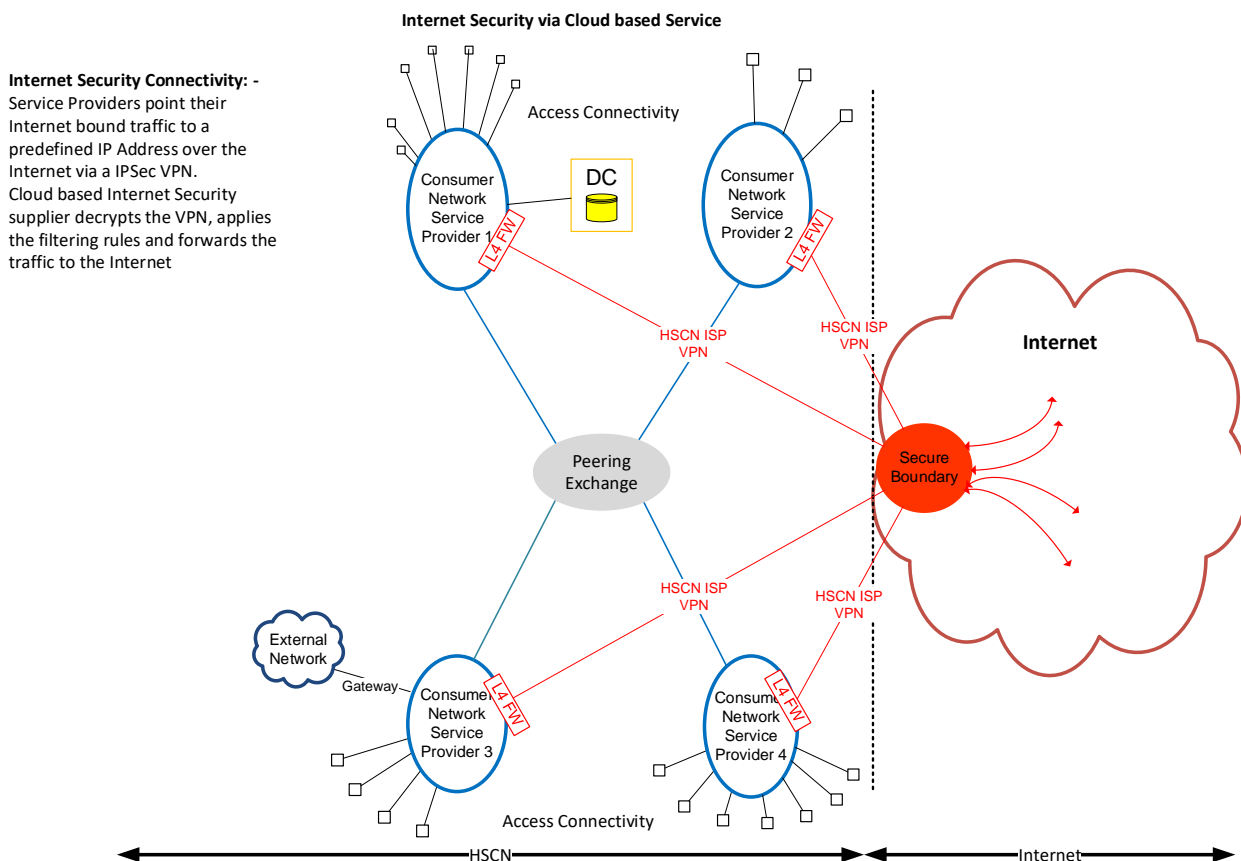 Internet Security via Cloud based Service
Internet Security Connectivity: -
Service Providers point their
Internet bound traffic to a
predefined IP Address over the
Internet via a IPSec VPN.
Cloud based Internet Security
supplier decrypts the VPN, applies
the filtering rules and forwards the
traffic to the Internet
Access Connectivity
Consumer
Network
Service
Provider 1
L4 FW
DC
Consumer
Network
Service
Provider 2
L4 FW
HSCN ISP
VPN
HSCN ISP
VPN
Internet
Peering
Exchange
Secure
Boundary
HSCN ISP
VPN
HSCN ISP
VPN
External
Network
Gateway
Consumer
Network
Service
Provider 3
L4 FW
Consumer
Network
Service
Provider 4
L4 FW
Access Connectivity
HSCN
Internet